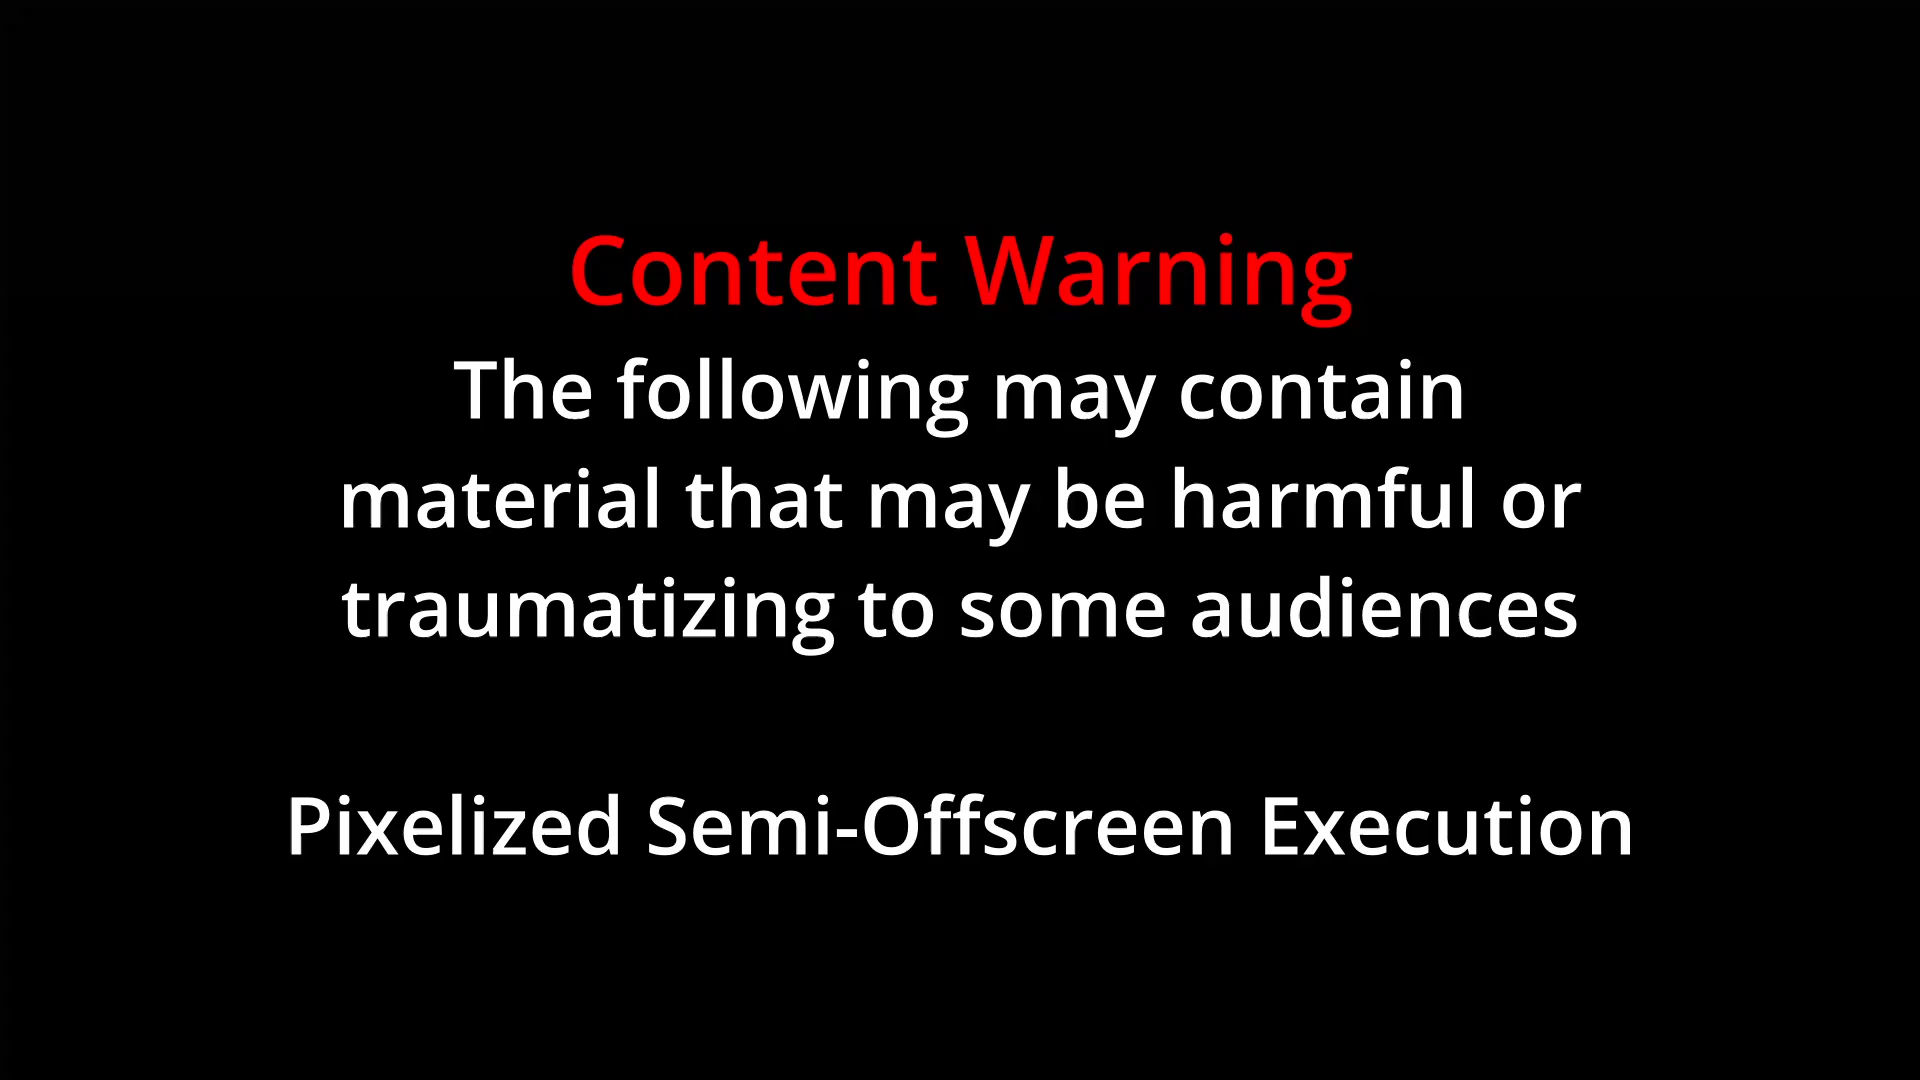 Content Warning
The following may contain
material that may be harmful or
traumatizing to some audiences
Pixelized Semi-Offscreen Execution